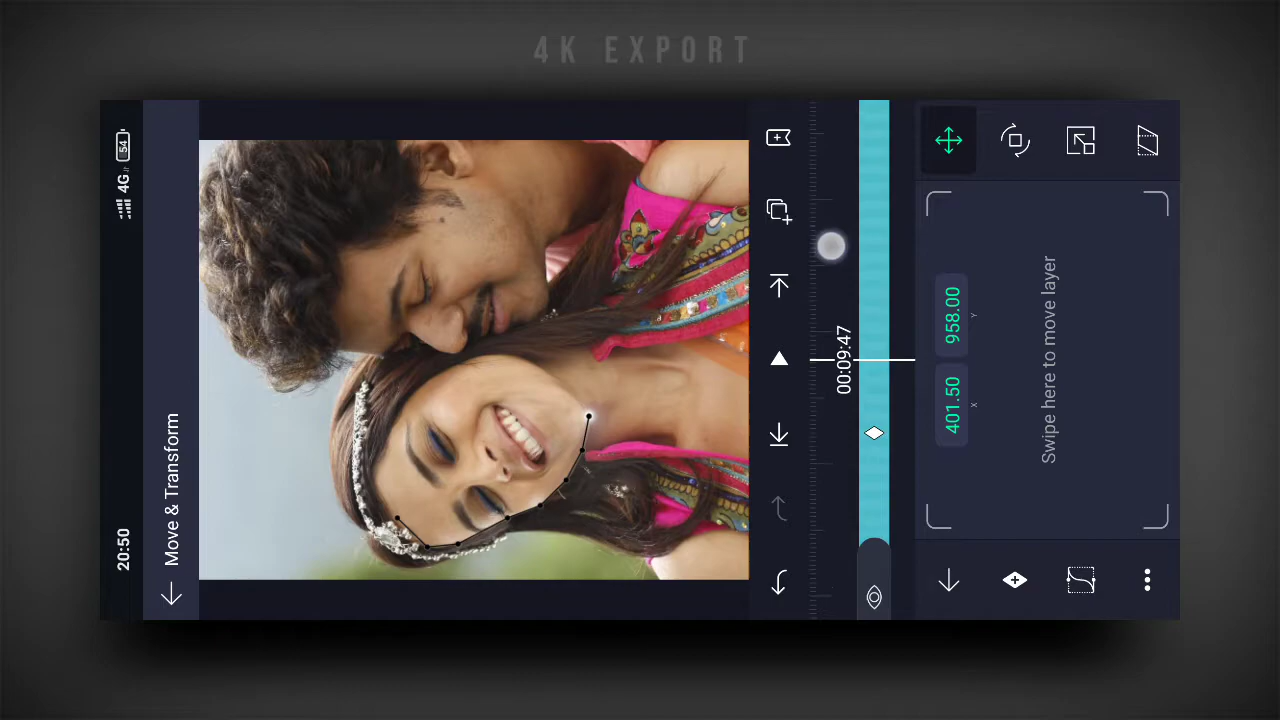 4K EXPORT
20:50
4G
54
Move & Transform
00:09:47
401.50
X
958.00
Y
Swipe here to move layer